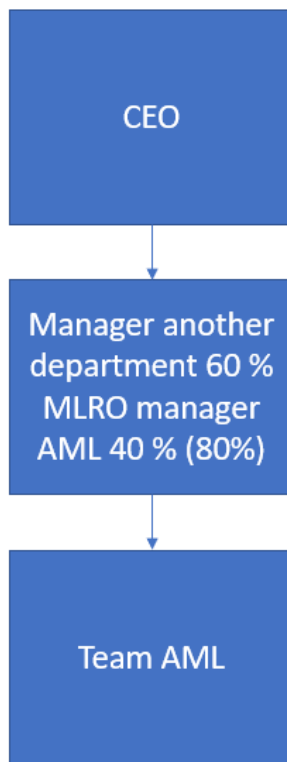 CEO
Manager another
department 60 %
MLRO manager
AML 40 % (80%)
Team AML